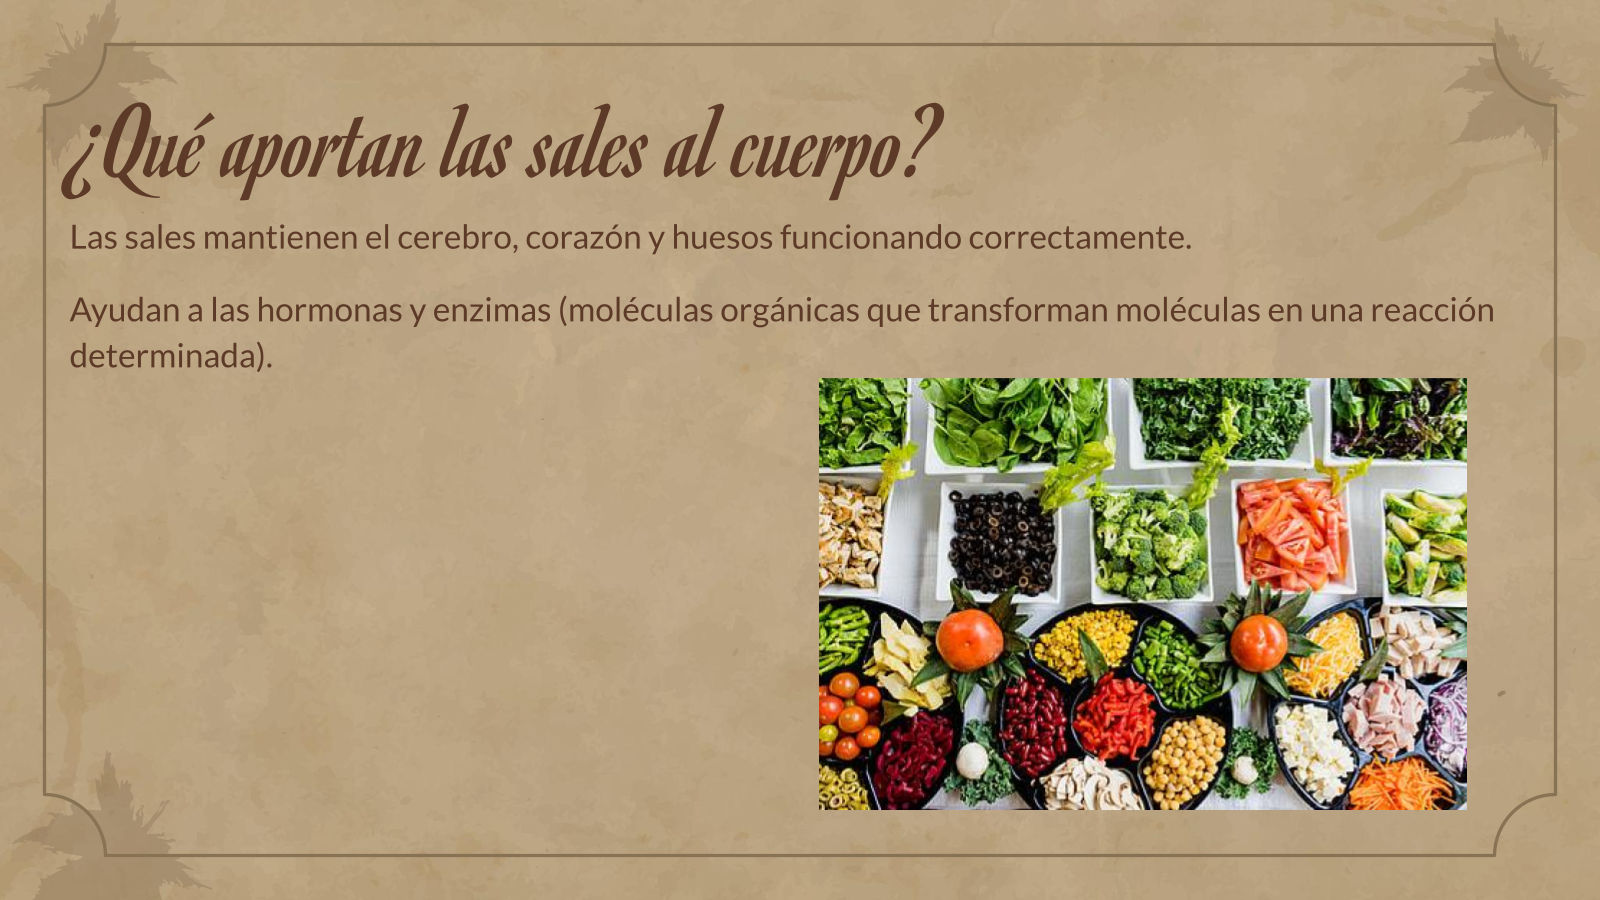 ¿Qué aportan las sales al cuerpo?
Las sales mantienen el cerebro, corazón y huesos funcionando correctamente.
Ayudan a las hormonas y enzimas (moléculas orgánicas que transforman moléculas en una reacción
determinada).